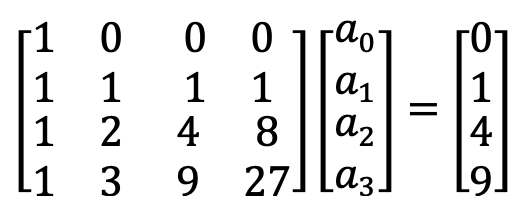 1 0 0 0 a₀ 0
1 1 1 1 a₁ = 1
1 2 4 8 a₂ 4
1 3 9 27 a₃ 9